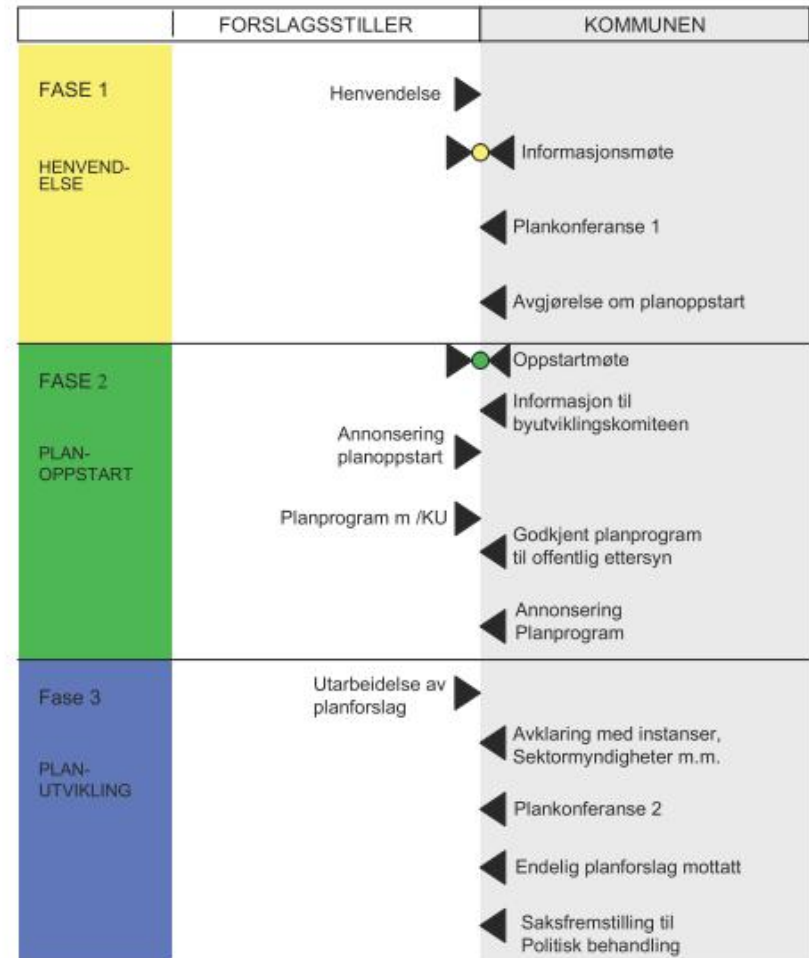 FORSLAGSSTILLER
KOMMUNEN
FASE 1
HENVEND-
ELSE
Henvendelse
Informasjonsmøte
Plankonferanse 1
Avgjørelse om planoppstart
FASE 2
PLAN-
OPPSTART
Oppstartmøte
Informasjon til
byutviklingskomiteen
Annonsering
planoppstart
Planprogram m /KU
Godkjent planprogram
til offentlig ettersyn
Annonsering
Planprogram
Fase 3
PLAN-
UTVIKLING
Utarbeidelse av
planforslag
Avklaring med instanser,
Sektormyndigheter m.m.
Plankonferanse 2
Endelig planforslag mottatt
Saksfremstilling til
Politisk behandling